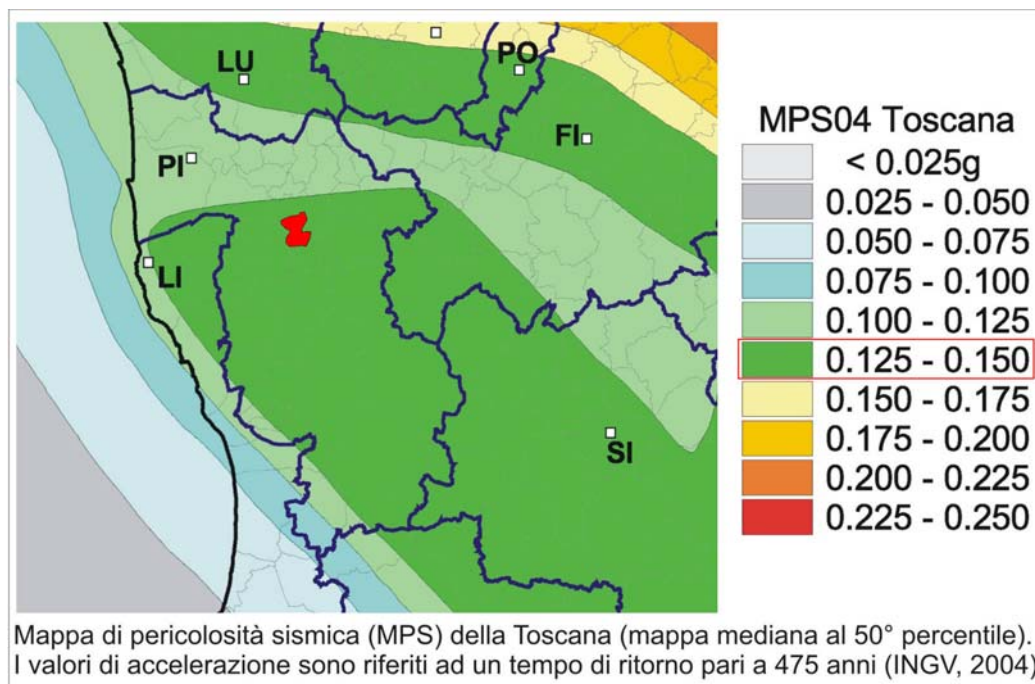 LU
PO
FI
PI
LI
SI
MPS04 Toscana
< 0.025g
0.025 - 0.050
0.050 - 0.075
0.075 - 0.100
0.100 - 0.125
0.125 - 0.150
0.150 - 0.175
0.175 - 0.200
0.200 - 0.225
0.225 - 0.250
Mappa di pericolosità sismica (MPS) della Toscana (mappa mediana al 50° percentile).
I valori di accelerazione sono riferiti ad un tempo di ritorno pari a 475 anni (INGV, 2004)